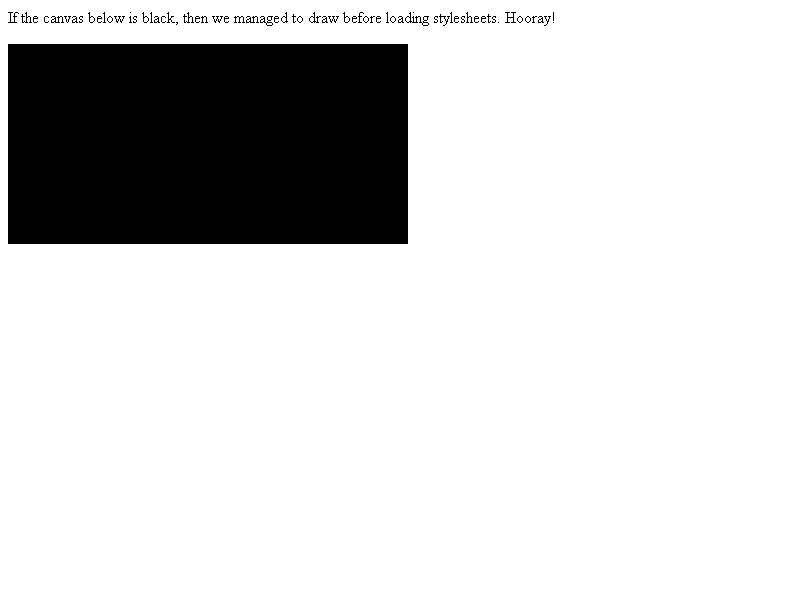 If the canvas below is black, then we managed to draw before loading stylesheets. Hooray!